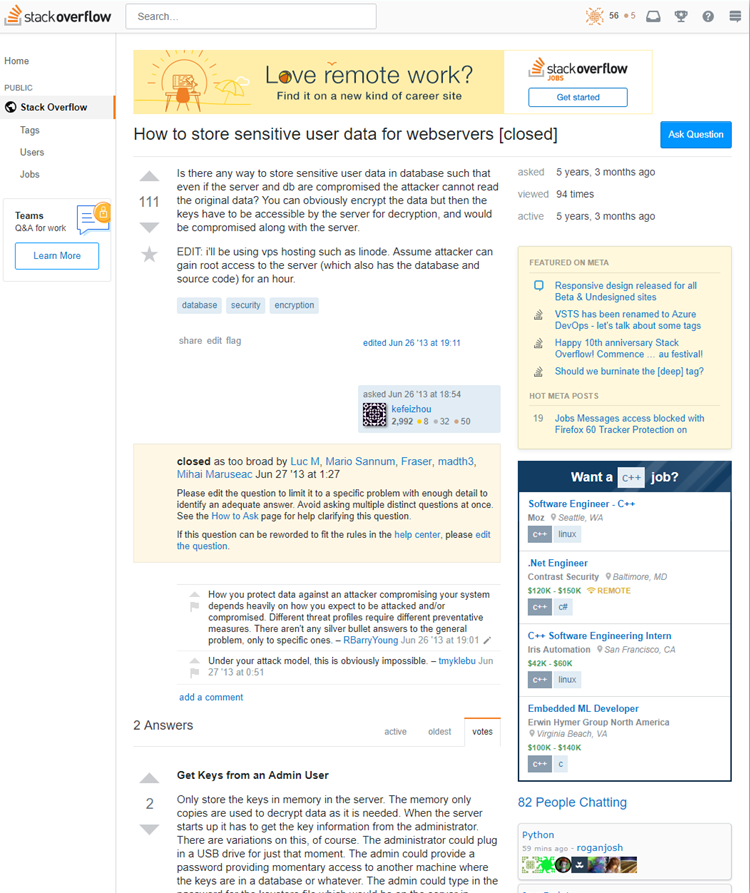 stackoverflow
Search...
56 5
Home
PUBLIC
Stack Overflow
Tags
Users
Jobs
Teams
Q&A for work
Learn More
Love remote work?
Find it on a new kind of career site
stackoverflow
JOBS
Get started
How to store sensitive user data for webservers [closed]
Ask Question
111
Is there any way to store sensitive user data in database such that
even if the server and db are compromised the attacker cannot read
the original data? You can obviously encrypt the data but then the
keys have to be accessible by the server for decryption, and would
be compromised along with the server.
EDIT: i'll be using vps hosting such as linode. Assume attacker can
gain root access to the server (which also has the database and
source code) for an hour.
database security encryption
share edit flag
edited Jun 26 '13 at 19:11
asked Jun 26 '13 at 18:54
kefeizhou
2,992 8 32 50
closed as too broad by Luc M, Mario Sannum, Fraser, madth3,
Mihai Maruseac Jun 27 '13 at 1:27
Please edit the question to limit it to a specific problem with enough detail to
identify an adequate answer. Avoid asking multiple distinct questions at once.
See the How to Ask page for help clarifying this question.
If this question can be reworded to fit the rules in the help center, please edit
the question.
How you protect data against an attacker compromising your system
depends heavily on how you expect to be attacked and/or
compromised. Different threat profiles require different preventative
measures. There aren't any silver bullet answers to the general
problem, only to specific ones. – RBarryYoung Jun 26 '13 at 19:01
Under your attack model, this is obviously impossible. – tmyklebu Jun
27 '13 at 0:51
add a comment
2 Answers
active oldest votes
2
Get Keys from an Admin User
Only store the keys in memory in the server. The memory only
copies are used to decrypt data as it is needed. When the server
starts up it has to get the key information from the administrator.
There are variations on this, of course. The administrator could plug
in a USB drive for just that moment. The admin could provide a
password providing momentary access to another machine where
the keys are in a database or whatever. The admin could type in the
asked 5 years, 3 months ago
viewed 94 times
active 5 years, 3 months ago
FEATURED ON META
Responsive design released for all
Beta & Undesigned sites
VSTS has been renamed to Azure
DevOps - let's talk about some tags
Happy 10th anniversary Stack
Overflow! Commence … au festival!
Should we burninate the [deep] tag?
HOT META POSTS
19 Jobs Messages access blocked with
Firefox 60 Tracker Protection on
Want a c++ job?
Software Engineer - C++
Moz Seattle, WA
c++ linux
.Net Engineer
Contrast Security Baltimore, MD
$120K - $150K REMOTE
c++ c#
C++ Software Engineering Intern
Iris Automation San Francisco, CA
$42K - $60K
c++ linux
Embedded ML Developer
Erwin Hymer Group North America
Virginia Beach, VA
$100K - $140K
c++ c
82 People Chatting
Python
59 mins ago - roganjosh